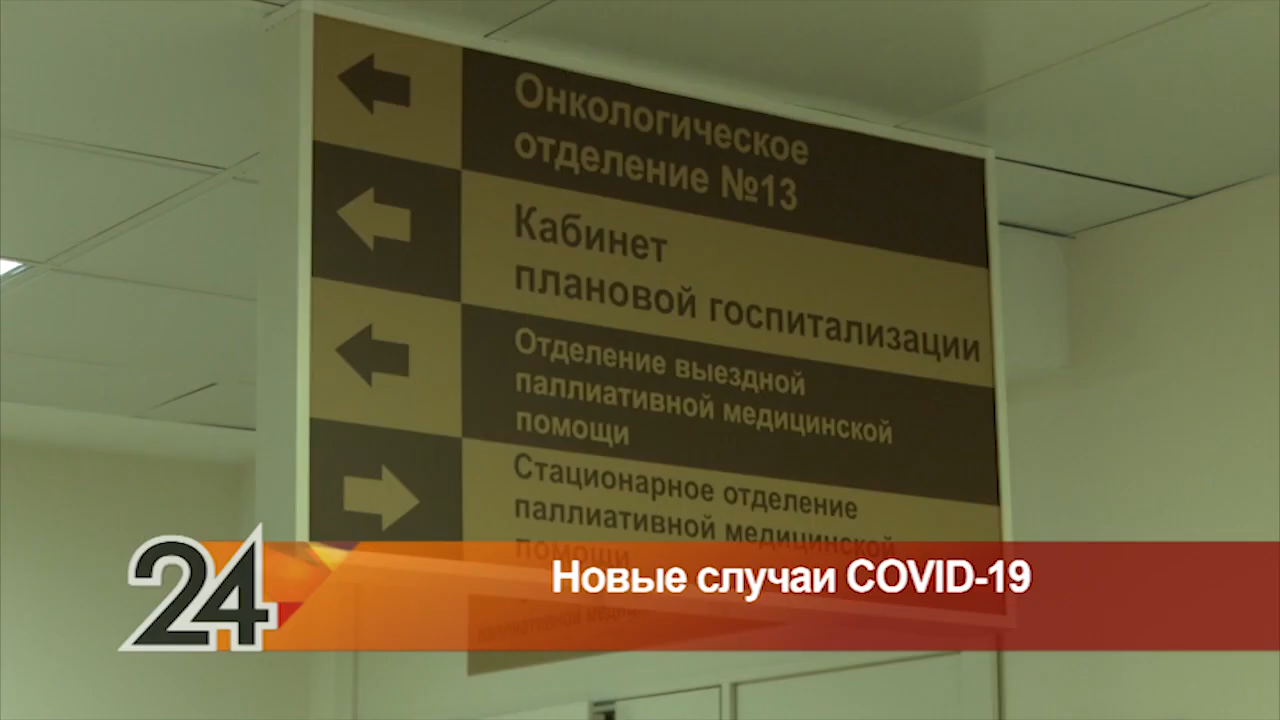 Онкологическое
отделение №13
Кабинет
плановой госпитализации
Отделение выездной
паллиативной медицинской
помощи
Стационарное отделение
паллиативной медицинской
помощи
Новые случаи COVID-19
24